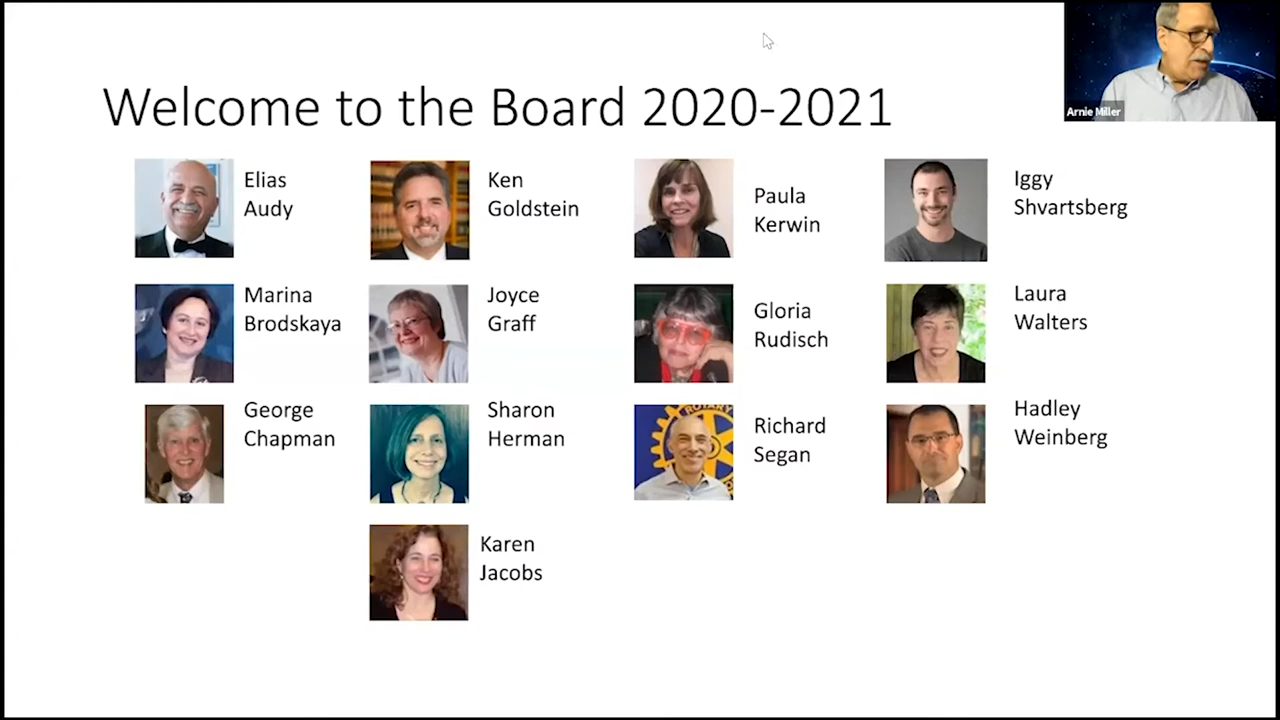 Welcome to the Board 2020-2021
Arnie Miller
Elias
Audy
Ken
Goldstein
Paula
Kerwin
Iggy
Shvartsberg
Marina
Brodskaya
Joyce
Graff
Gloria
Rudisch
Laura
Walters
George
Chapman
Sharon
Herman
ROTARY
Richard
Segan
Hadley
Weinberg
Karen
Jacobs